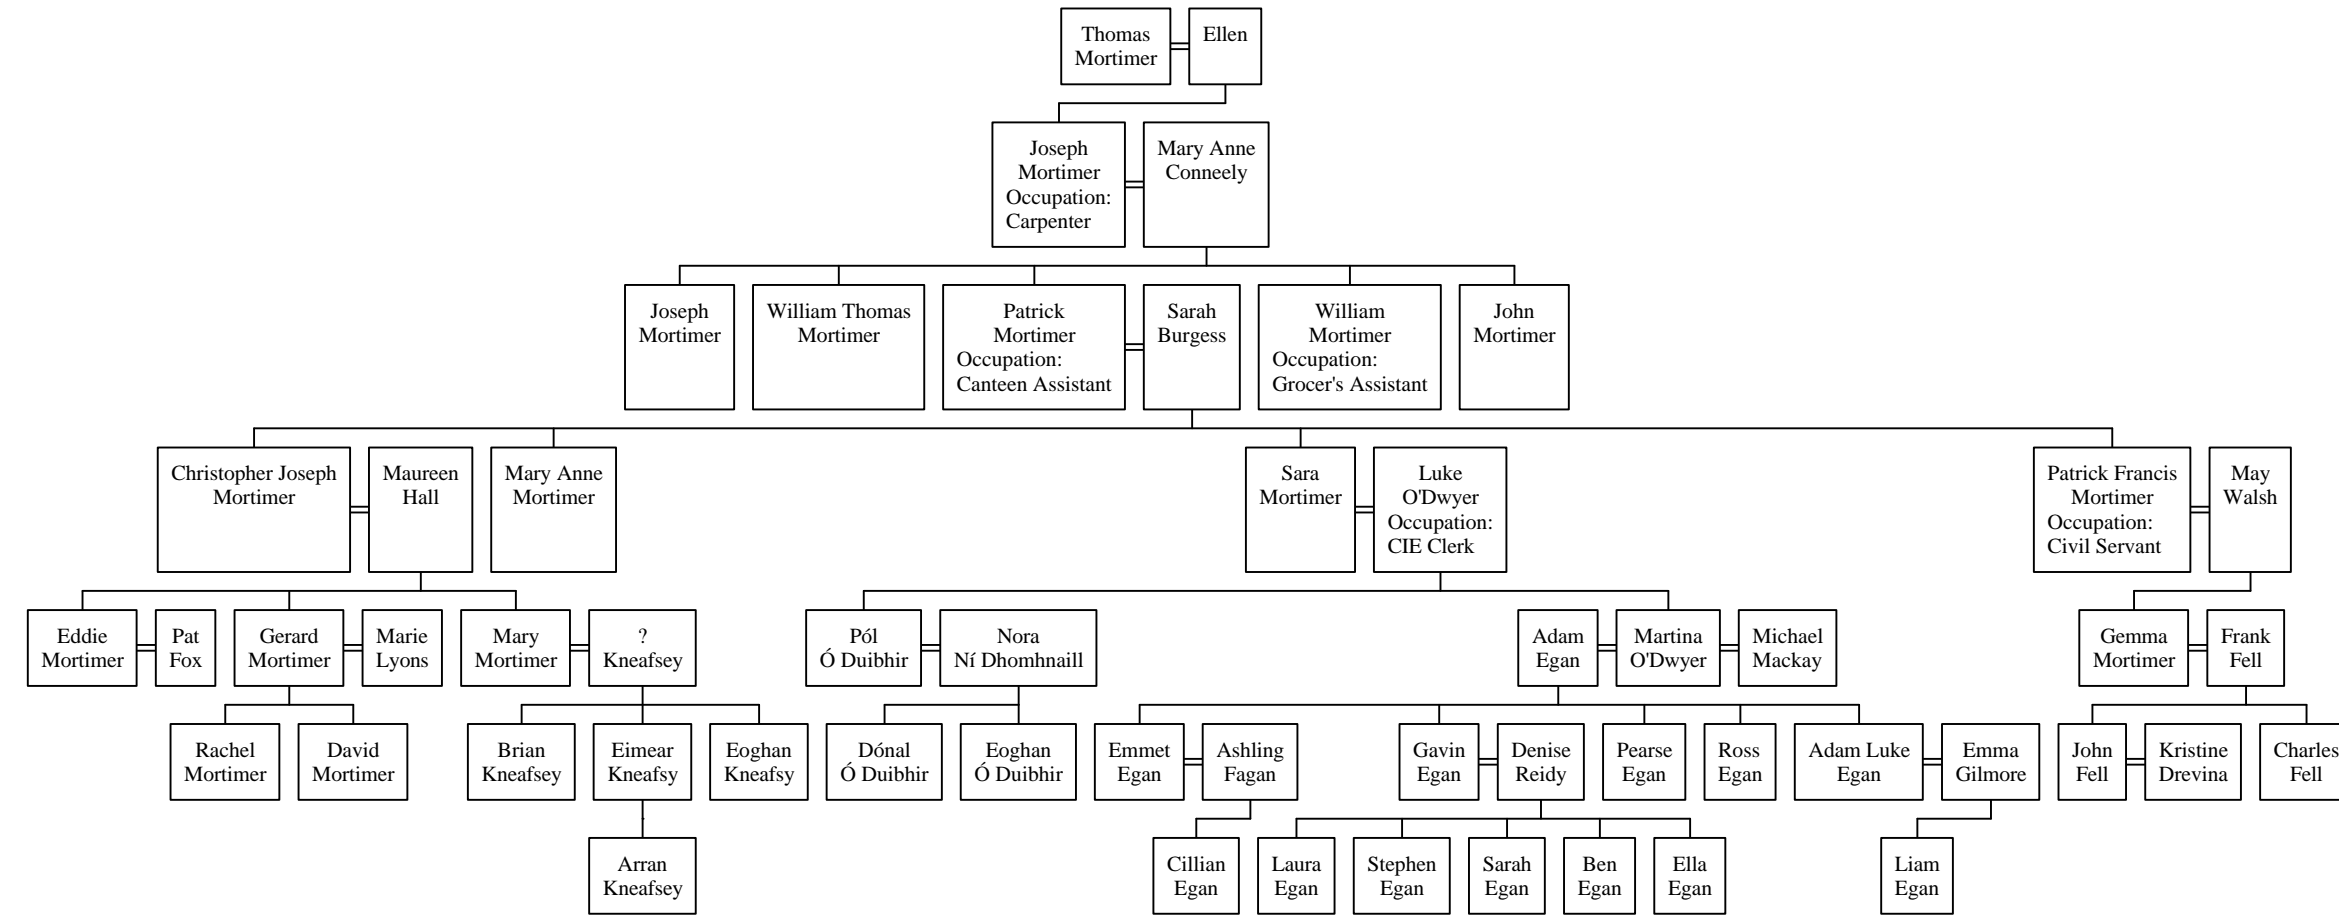 Thomas
Mortimer
Ellen
Joseph
Mortimer
Occupation:
Carpenter
Mary Anne
Conneely
Joseph
Mortimer
William Thomas
Mortimer
Patrick
Mortimer
Occupation:
Canteen Assistant
Sarah
Burgess
William
Mortimer
Occupation:
Grocer's Assistant
John
Mortimer
Christopher Joseph
Mortimer
Maureen
Hall
Mary Anne
Mortimer
Sara
Mortimer
Luke
O'Dwyer
Occupation:
CIE Clerk
Patrick Francis
Mortimer
Occupation:
Civil Servant
May
Walsh
Eddie
Mortimer
Pat
Fox
Gerard
Mortimer
Marie
Lyons
Mary
Mortimer
?
Kneafsey
Pól
Ó Duibhir
Nora
Ní Dhomhnaill
Adam
Egan
Martina
O'Dwyer
Michael
Mackay
Gemma
Mortimer
Frank
Fell
Rachel
Mortimer
David
Mortimer
Brian
Kneafsey
Eimear
Kneafsy
Eoghan
Kneafsy
Dónal
Ó Duibhir
Eoghan
Ó Duibhir
Emmet
Egan
Ashling
Fagan
Gavin
Egan
Denise
Reidy
Pearse
Egan
Ross
Egan
Adam Luke
Egan
Emma
Gilmore
John
Fell
Kristine
Drevina
Charles
Fell
Arran
Kneafsey
Cillian
Egan
Laura
Egan
Stephen
Egan
Sarah
Egan
Ben
Egan
Ella
Egan
Liam
Egan